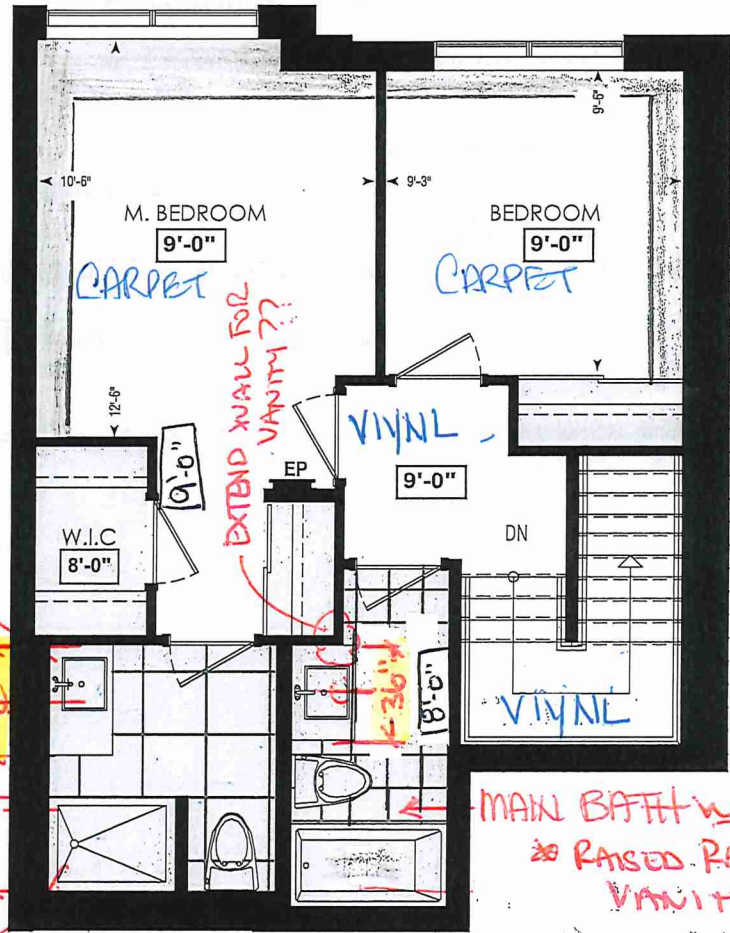 9'-6"
10'-6"
9'-3"
M. BEDROOM
9'-0"
CARPET
BEDROOM
9'-0"
CARPET
12'-6"
EXTEND WALL FOR
VANITY ??
VIYNL
9'-0"
9'-0"
EP
W.I.C
8'-0"
DN
36"
8'-0"
VIYNL
MAIN BATH
* RAISED